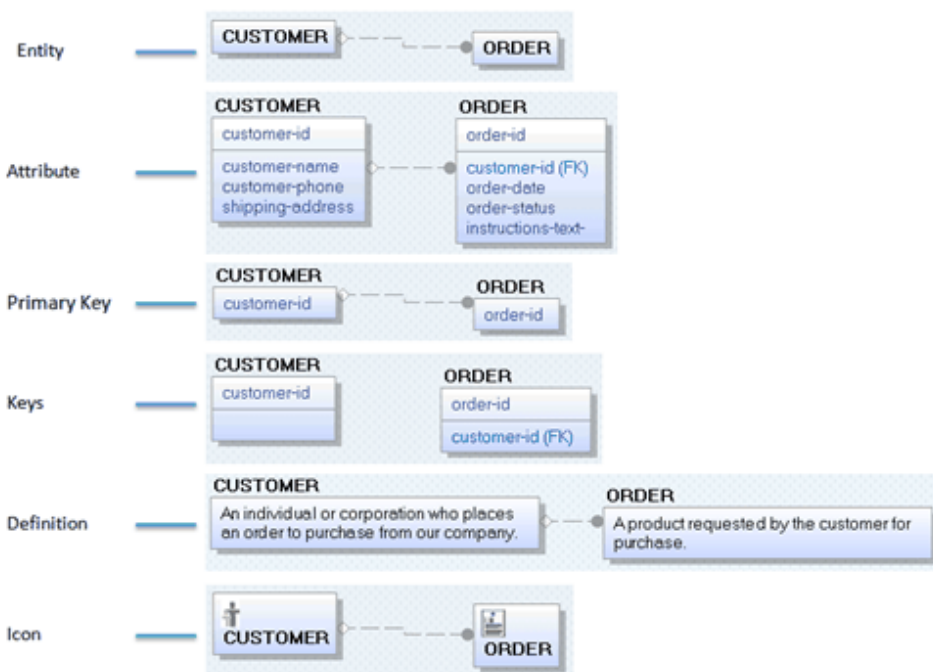 Entity
CUSTOMER
ORDER
Attribute
CUSTOMER
customer-id
customer-name
customer-phone
shipping-address
ORDER
order-id
customer-id (FK)
order-date
order-status
instructions-text-
Primary Key
CUSTOMER
customer-id
ORDER
order-id
Keys
CUSTOMER
customer-id
ORDER
order-id
customer-id (FK)
Definition
CUSTOMER
An individual or corporation who places
an order to purchase from our company.
ORDER
A product requested by the customer for
purchase.
Icon
CUSTOMER
ORDER